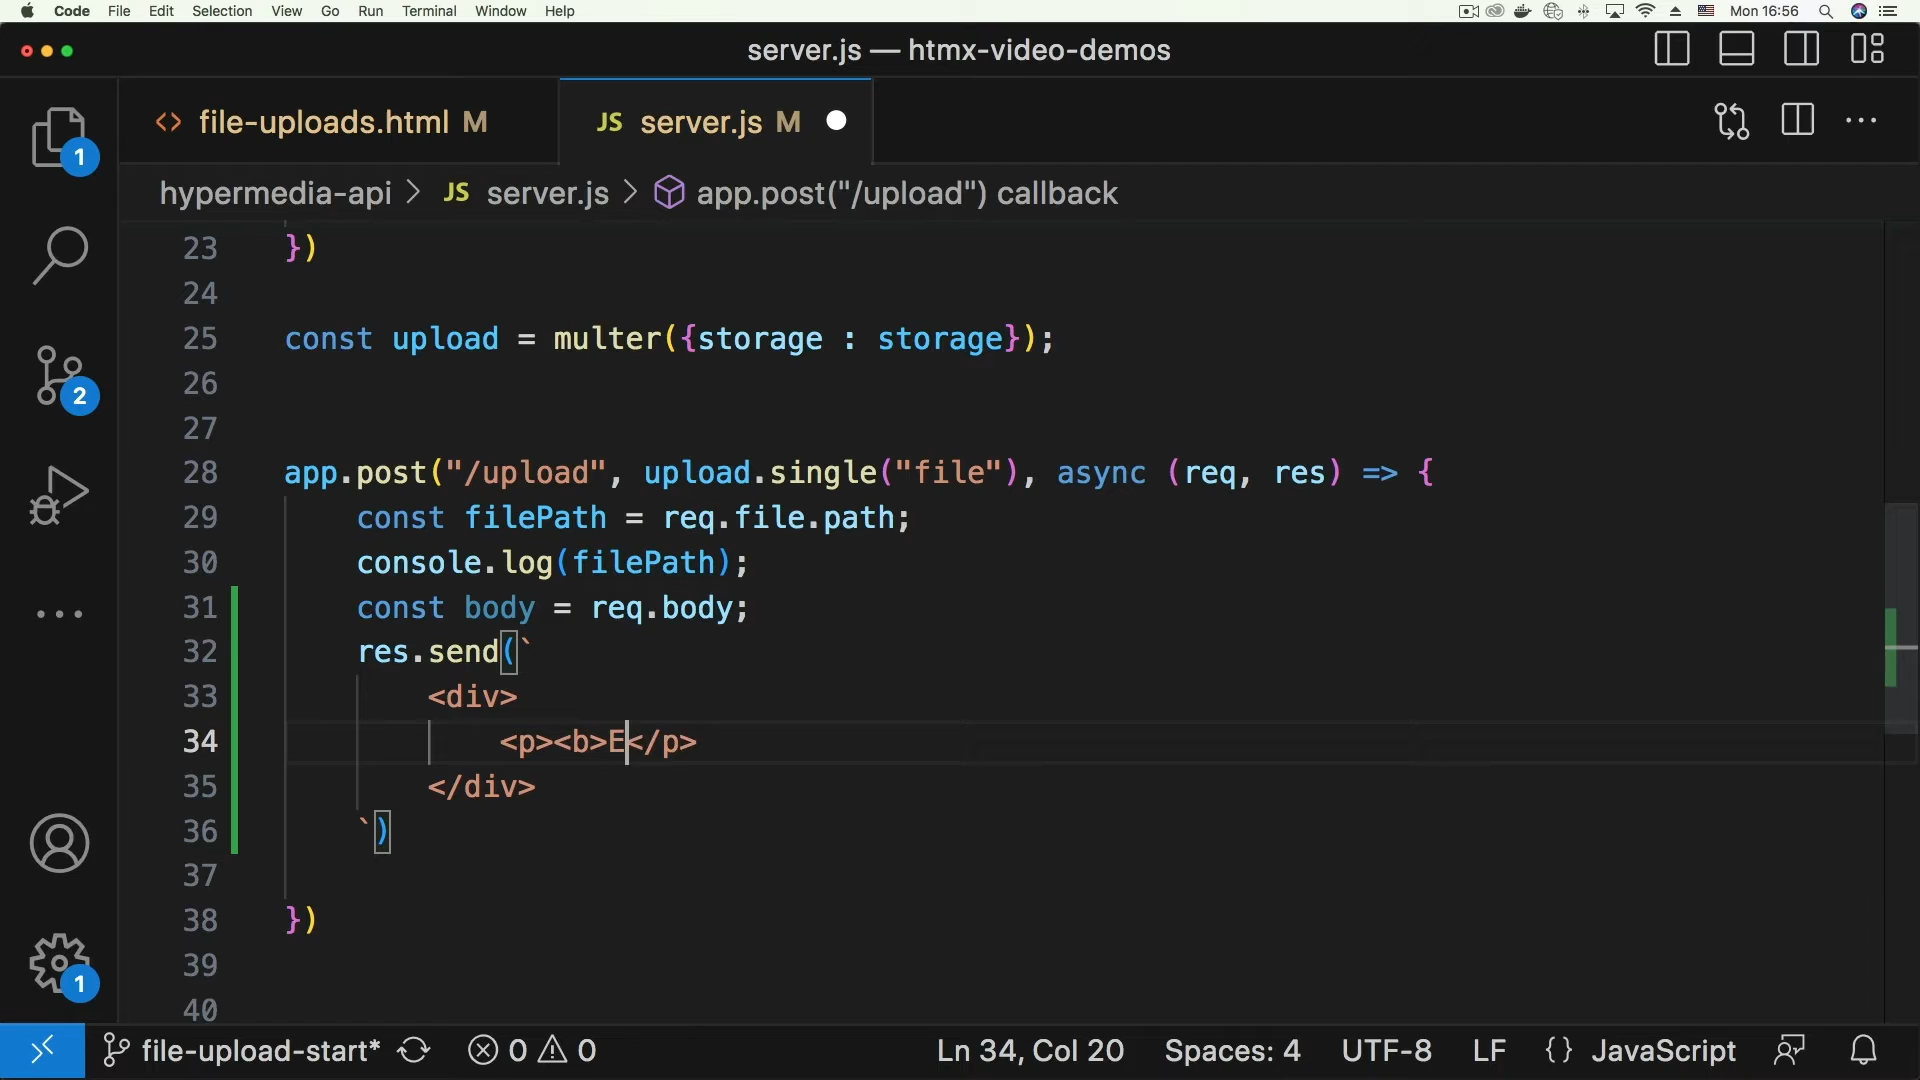 Code File Edit Selection View Go Run Terminal Window Help Mon 16:56
server.js — htmx-video-demos
<> file-uploads.html M JS server.js M
hypermedia-api > JS server.js > app.post("/upload") callback
1
2
1
23 })
24
25 const upload = multer({storage : storage});
26
27
28 app.post("/upload", upload.single("file"), async (req, res) => {
29 const filePath = req.file.path;
30 console.log(filePath);
31 const body = req.body;
32 res.send(`
33 <div>
34 <p><b>E</p>
35 </div>
36 `)
37
38 })
39
40
file-upload-start* 0 0 Ln 34, Col 20 Spaces: 4 UTF-8 LF {} JavaScript